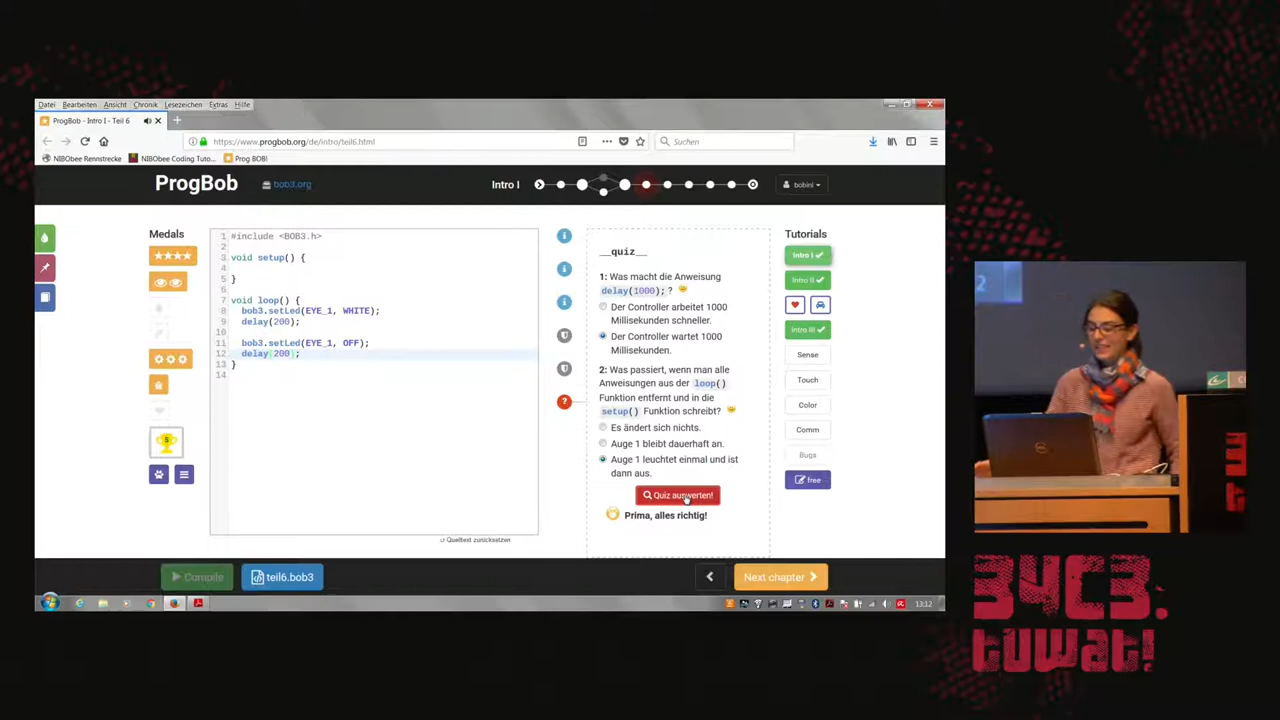 Datei Bearbeiten Ansicht Chronik Lesezeichen Extras Hilfe
ProgBob - Intro I - Teil 6
https://www.progbob.org/de/intro/teil6.html
Suchen
NIBObee Rennstrecke NIBObee Coding Tuto... Prog BOB!
ProgBob
bob3.org
Intro I
bobini
Medals
1 #include <BOB3.h>
2
3 void setup() {
4
5 }
6
7 void loop() {
8 bob3.setLed(EYE_1, WHITE);
9 delay(200);
10
11 bob3.setLed(EYE_1, OFF);
12 delay(200);
13 }
14
Quelltext zurücksetzen
__quiz__
1: Was macht die Anweisung
delay(1000); ?
Der Controller arbeitet 1000
Millisekunden schneller.
Der Controller wartet 1000
Millisekunden.
2: Was passiert, wenn man alle
Anweisungen aus der loop()
Funktion entfernt und in die
setup() Funktion schreibt?
Es ändert sich nichts.
Auge 1 bleibt dauerhaft an.
Auge 1 leuchtet einmal und ist
dann aus.
Quiz auswerten!
Prima, alles richtig!
Tutorials
Intro I
Intro II
Intro III
Sense
Touch
Color
Comm
Bugs
free
Compile
teil6.bob3
Next chapter
13:12
34C3.
tuwat!